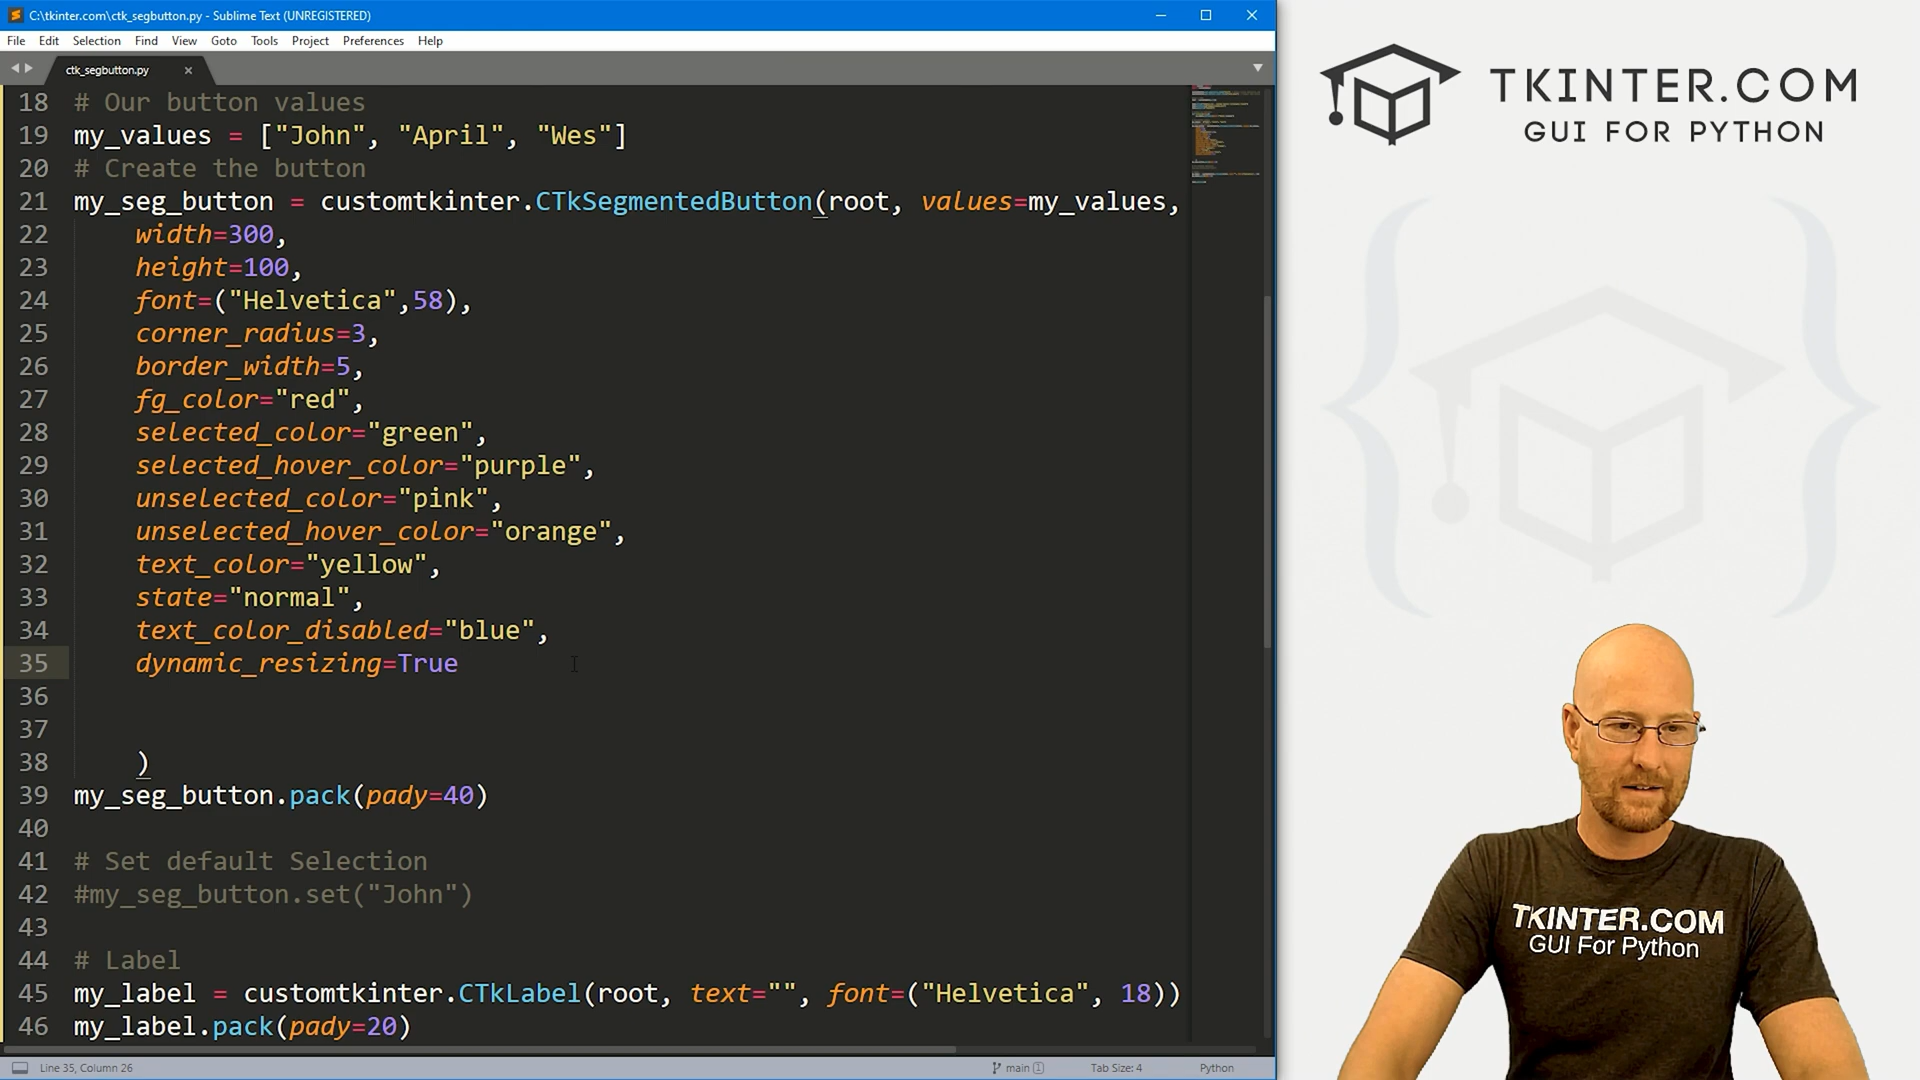 C:\tkinter.com\ctk_segbutton.py - Sublime Text (UNREGISTERED)
File Edit Selection Find View Goto Tools Project Preferences Help
ctk_segbutton.py
18 # Our button values
19 my_values = ["John", "April", "Wes"]
20 # Create the button
21 my_seg_button = customtkinter.CTkSegmentedButton(root, values=my_values,
22 width=300,
23 height=100,
24 font=("Helvetica",58),
25 corner_radius=3,
26 border_width=5,
27 fg_color="red",
28 selected_color="green",
29 selected_hover_color="purple",
30 unselected_color="pink",
31 unselected_hover_color="orange",
32 text_color="yellow",
33 state="normal",
34 text_color_disabled="blue",
35 dynamic_resizing=True
36
37
38 )
39 my_seg_button.pack(pady=40)
40
41 # Set default Selection
42 #my_seg_button.set("John")
43
44 # Label
45 my_label = customtkinter.CTkLabel(root, text="", font=("Helvetica", 18))
46 my_label.pack(pady=20)
Line 35, Column 26
main 1
Tab Size: 4
Python
TKINTER.COM
GUI FOR PYTHON
TKINTER.COM
GUI For Python